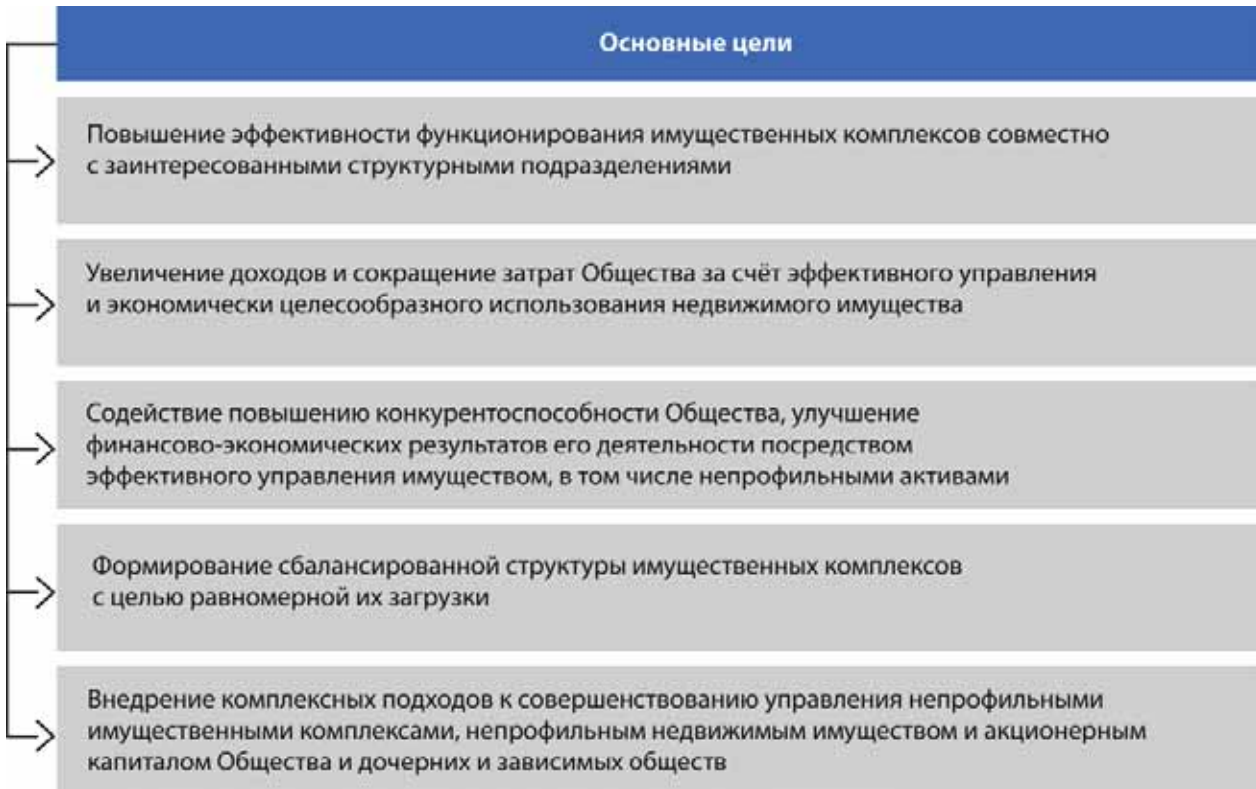 Основные цели
Повышение эффективности функционирования имущественных комплексов совместно
с заинтересованными структурными подразделениями
Увеличение доходов и сокращение затрат Общества за счёт эффективного управления
и экономически целесообразного использования недвижимого имущества
Содействие повышению конкурентоспособности Общества, улучшение
финансово-экономических результатов его деятельности посредством
эффективного управления имуществом, в том числе непрофильными активами
Формирование сбалансированной структуры имущественных комплексов
с целью равномерной их загрузки
Внедрение комплексных подходов к совершенствованию управления непрофильными
имущественными комплексами, непрофильным недвижимым имуществом и акционерным
капиталом Общества и дочерних и зависимых обществ